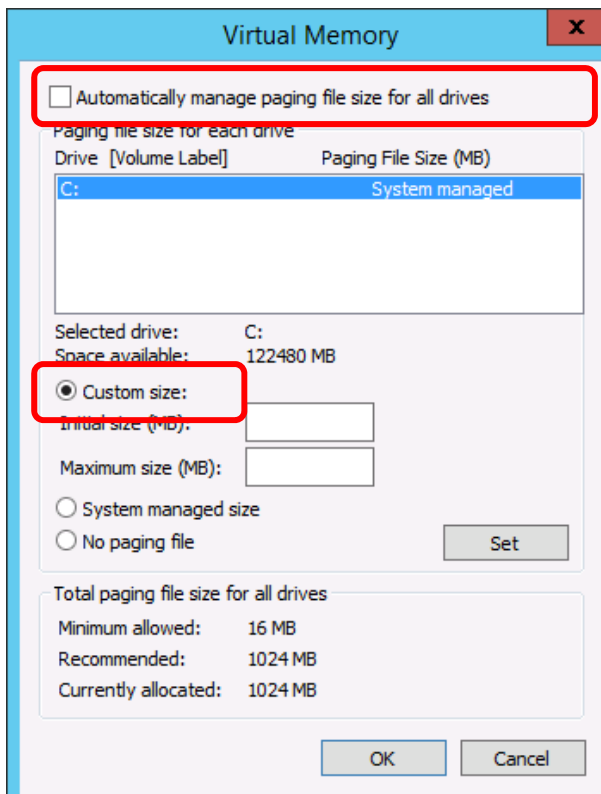 Virtual Memory
x
Automatically manage paging file size for all drives
Paging file size for each drive
Drive [Volume Label] Paging File Size (MB)
C: System managed
Selected drive: C:
Space available: 122480 MB
Custom size:
Initial size (MB):
Maximum size (MB):
System managed size
No paging file Set
Total paging file size for all drives
Minimum allowed: 16 MB
Recommended: 1024 MB
Currently allocated: 1024 MB
OK Cancel